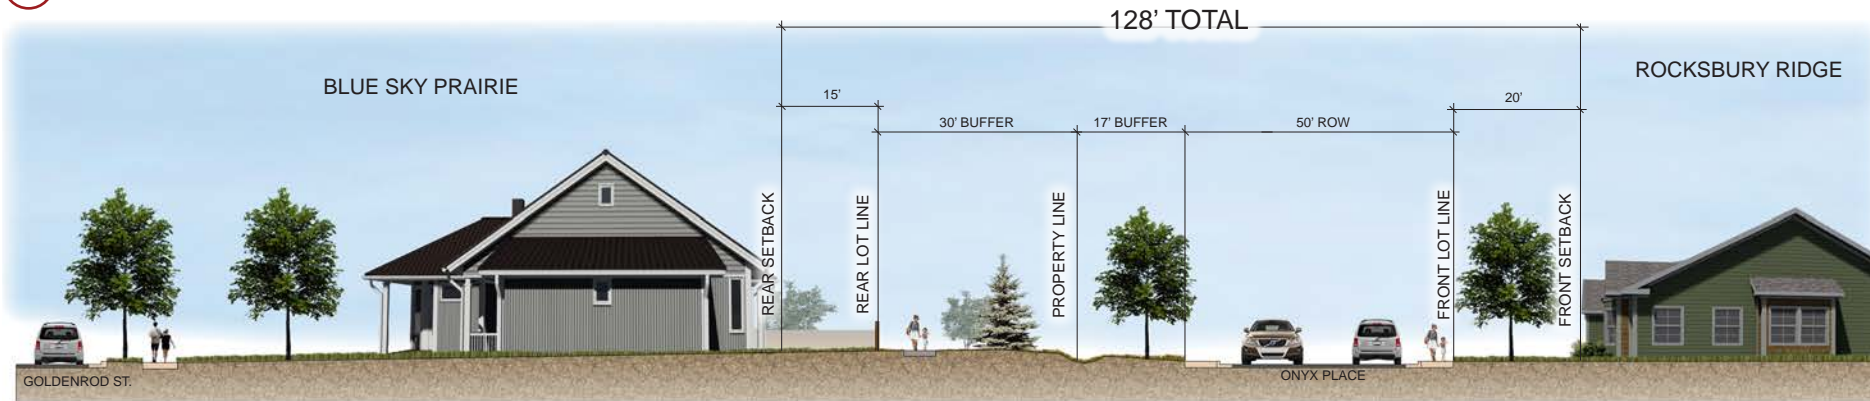 128' TOTAL
BLUE SKY PRAIRIE
ROCKSBURY RIDGE
15'
20'
30' BUFFER
17' BUFFER
50' ROW
REAR SETBACK
REAR LOT LINE
PROPERTY LINE
FRONT LOT LINE
FRONT SETBACK
GOLDENROD ST.
ONYX PLACE